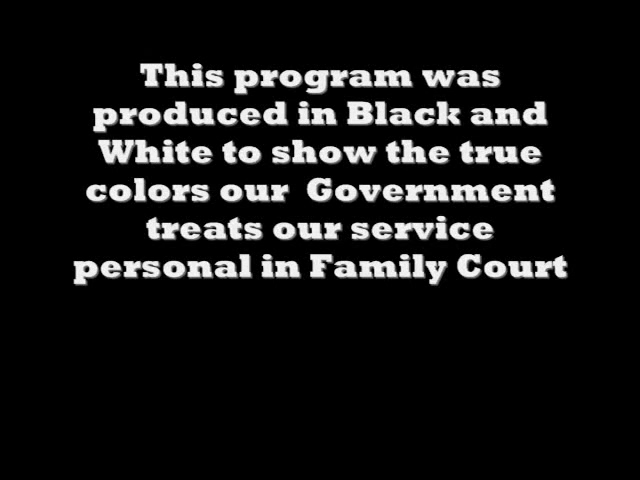 This program was
produced in Black and
White to show the true
colors our  Government
treats our service
personal in Family Court